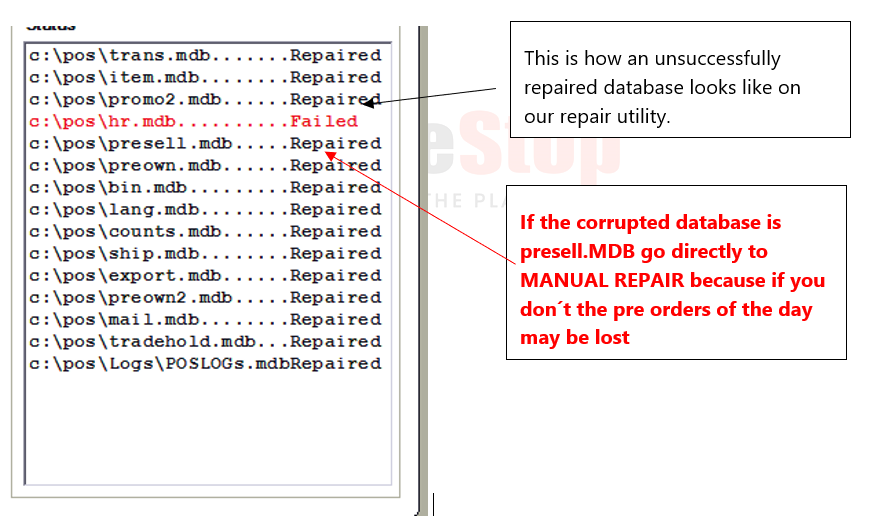 Status
c:\pos\trans.mdb.......Repaired
c:\pos\item.mdb........Repaired
c:\pos\promo2.mdb......Repaired
c:\pos\hr.mdb..........Failed
c:\pos\presell.mdb.....Repaired
c:\pos\preown.mdb......Repaired
c:\pos\bin.mdb.........Repaired
c:\pos\lang.mdb........Repaired
c:\pos\counts.mdb......Repaired
c:\pos\ship.mdb........Repaired
c:\pos\export.mdb......Repaired
c:\pos\preown2.mdb.....Repaired
c:\pos\mail.mdb........Repaired
c:\pos\tradehold.mdb...Repaired
c:\pos\Logs\POSLOGs.mdbRepaired
This is how an unsuccessfully
repaired database looks like on
our repair utility.
eStop
THE PLA
If the corrupted database is
presell.MDB go directly to
MANUAL REPAIR because if you
don´t the pre orders of the day
may be lost